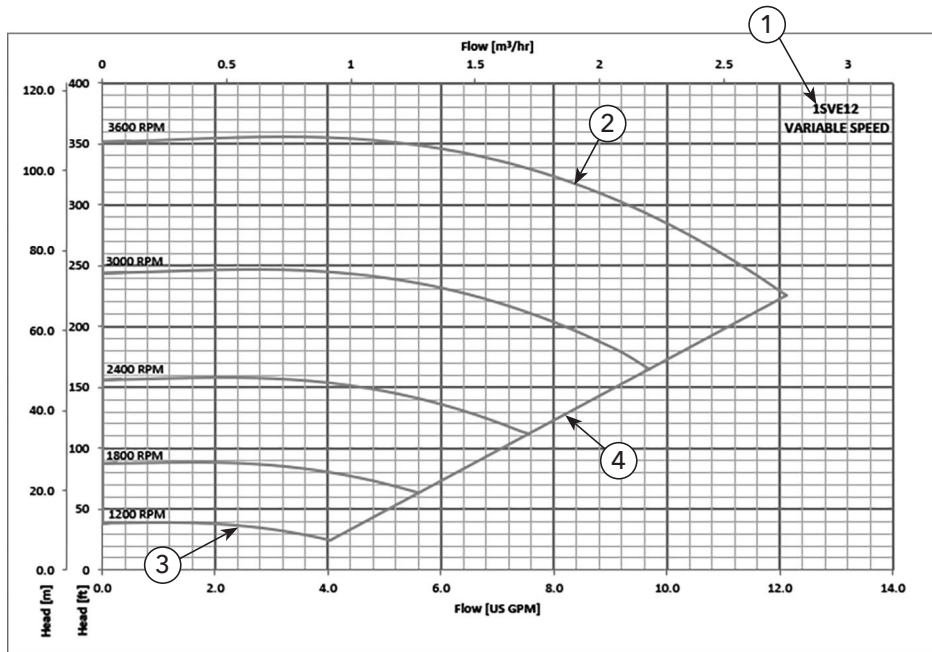 1
Flow [m³/hr]
0 0.5 1 1.5 2 2.5 3
120.0 400
1SVE12
VARIABLE SPEED
2
3600 RPM
350
100.0
300
3000 RPM
80.0 250
60.0 200
2400 RPM
150
40.0
100
4
1800 RPM
20.0
50
1200 RPM
3
0.0 0
0.0 2.0 4.0 6.0 8.0 10.0 12.0 14.0
Head [m]
Head [ft]
Flow [US GPM]